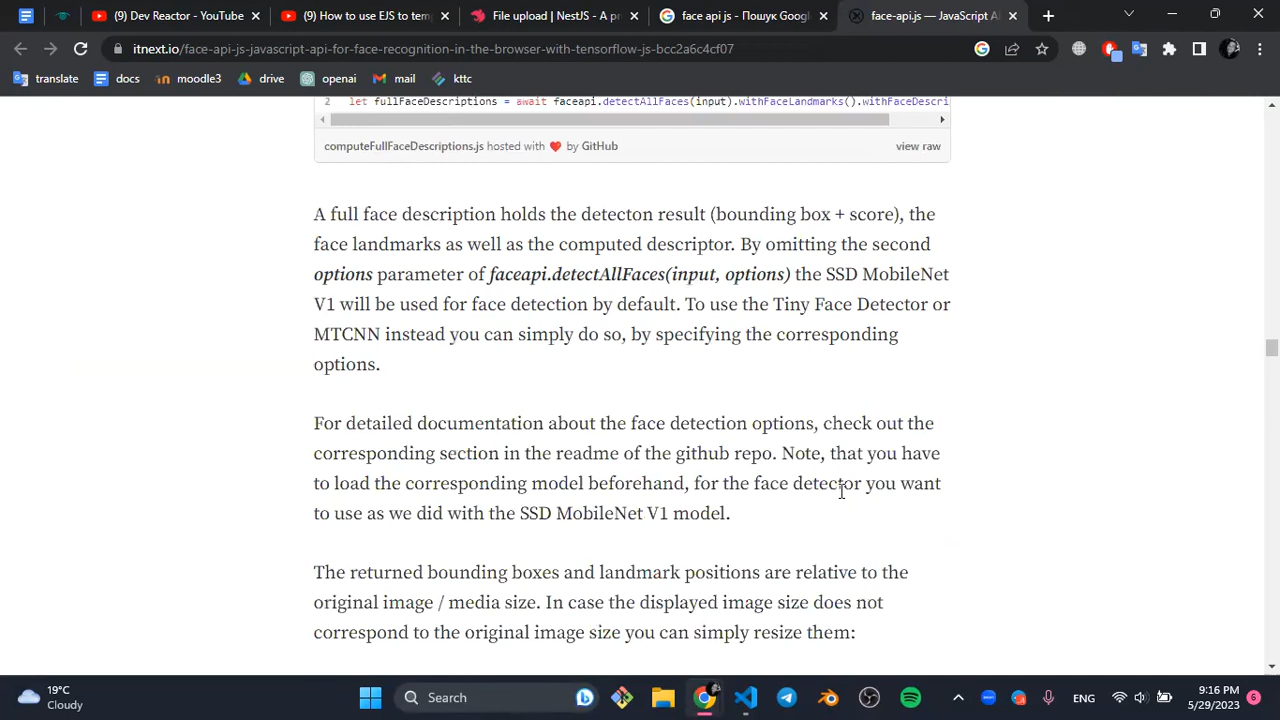 (9) Dev Reactor - YouTube
(9) How to use EJS to tem
File upload | NestJS - A p
face api js - Пошук Goog
face-api.js — JavaScript A
itnext.io/face-api-js-javascript-api-for-face-recognition-in-the-browser-with-tensorflow-js-bcc2a6c4cf07
translate docs moodle3 drive openai mail kttc
2 let fullFaceDescriptions = await faceapi.detectAllFaces(input).withFaceLandmarks().withFaceDescri
computeFullFaceDescriptions.js hosted with ❤ by GitHub view raw
A full face description holds the detecton result (bounding box + score), the
face landmarks as well as the computed descriptor. By omitting the second
options parameter of faceapi.detectAllFaces(input, options) the SSD MobileNet
V1 will be used for face detection by default. To use the Tiny Face Detector or
MTCNN instead you can simply do so, by specifying the corresponding
options.
For detailed documentation about the face detection options, check out the
corresponding section in the readme of the github repo. Note, that you have
to load the corresponding model beforehand, for the face detector you want
to use as we did with the SSD MobileNet V1 model.
The returned bounding boxes and landmark positions are relative to the
original image / media size. In case the displayed image size does not
correspond to the original image size you can simply resize them:
19°C
Cloudy
Search
ENG
9:16 PM
5/29/2023
6